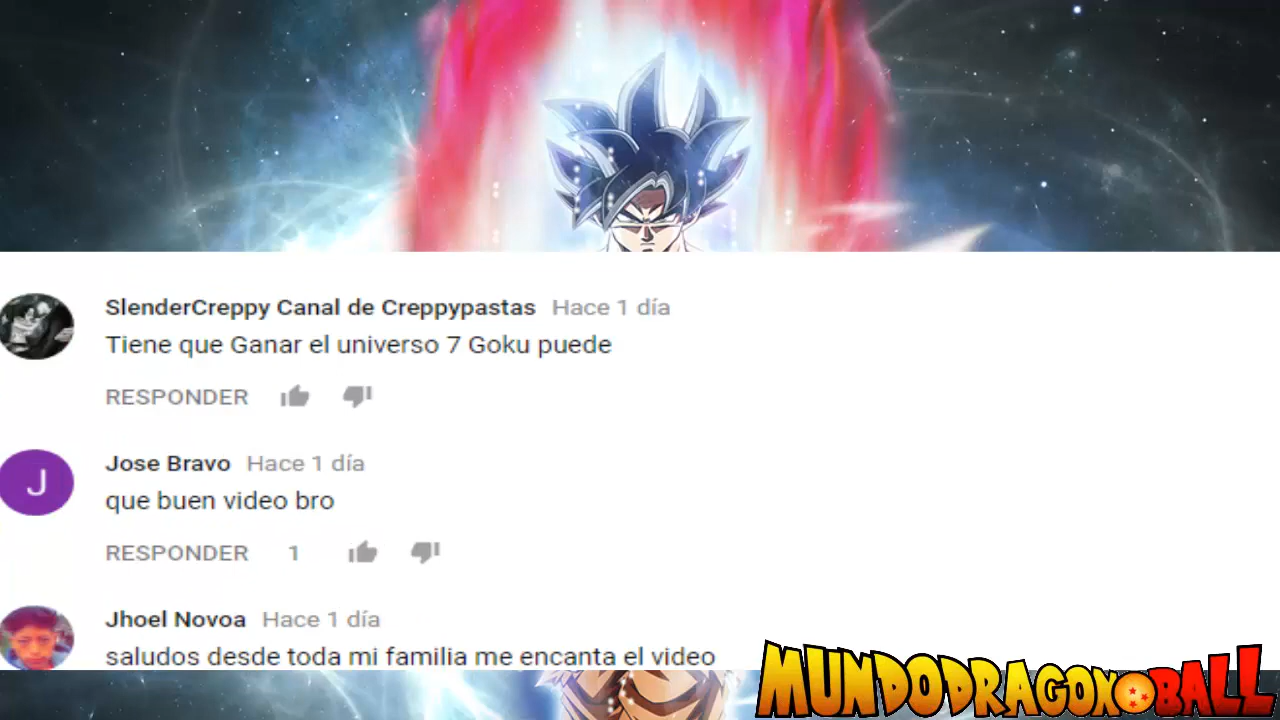 SlenderCreppy Canal de Creppypastas Hace 1 día
Tiene que Ganar el universo 7 Goku puede
RESPONDER
J
Jose Bravo Hace 1 día
que buen video bro
RESPONDER 1
Jhoel Novoa Hace 1 día
saludos desde toda mi familia me encanta el video
MUNDODRAGONBALL